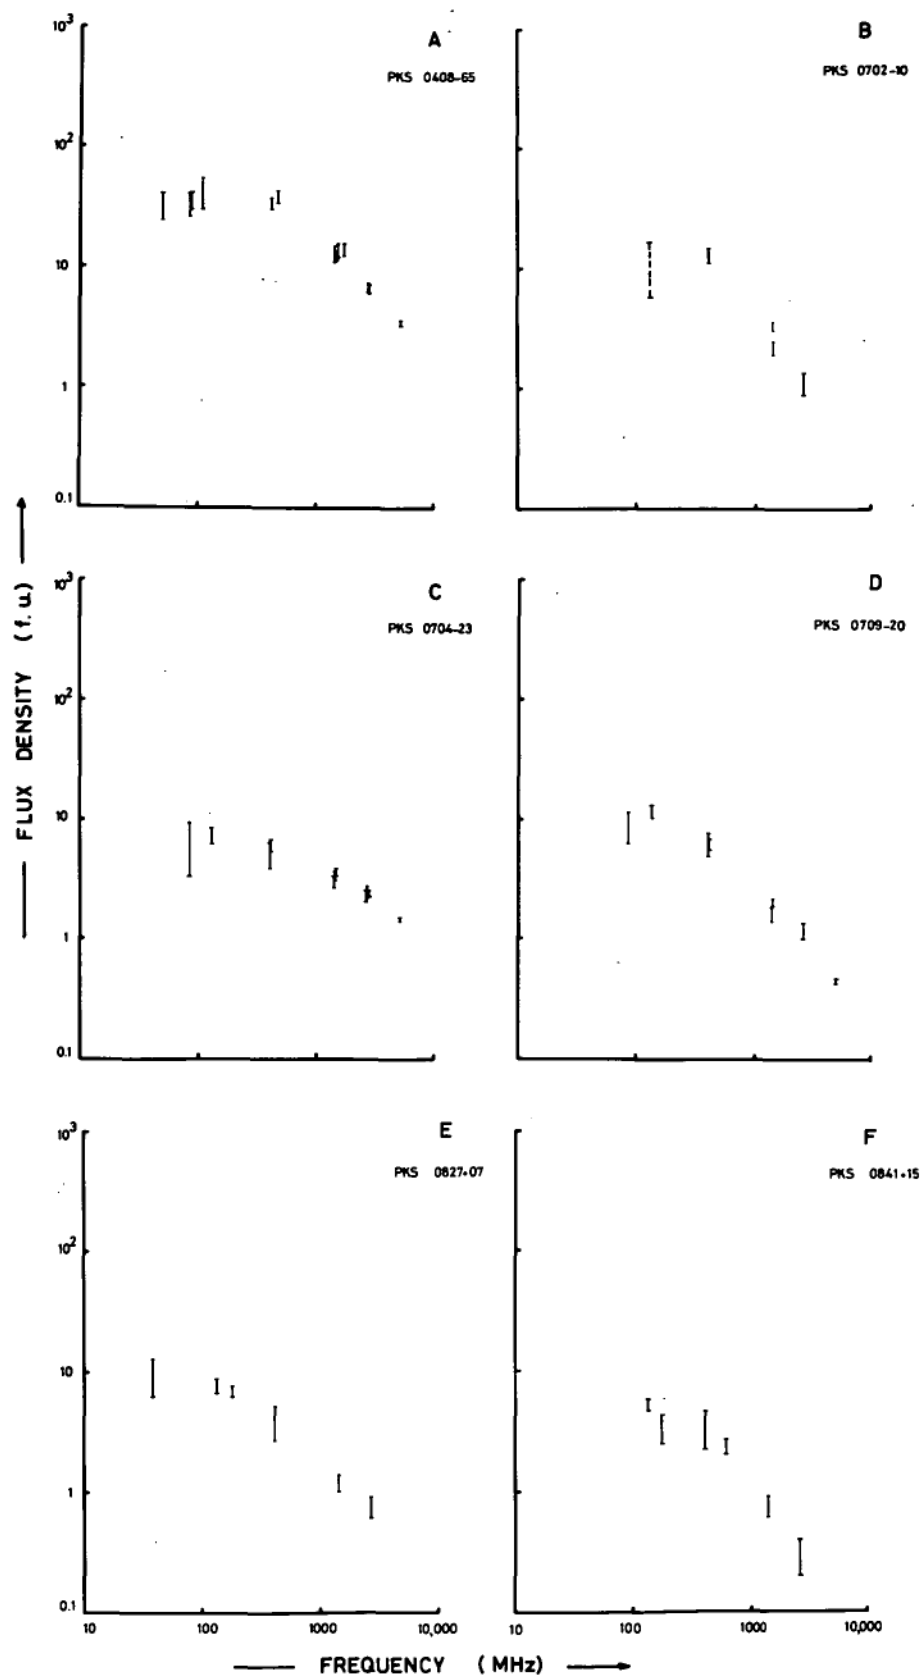 A
PKS 0408-65
B
PKS 0702-10
10³
10²
10
1
0.1
C
PKS 0704-23
D
PKS 0709-20
10³
10²
10
1
0.1
FLUX DENSITY (f.u.)
E
PKS 0827+07
F
PKS 0841+15
10³
10²
10
1
0.1
10 100 1000 10,000
10 100 1000 10,000
FREQUENCY (MHz)